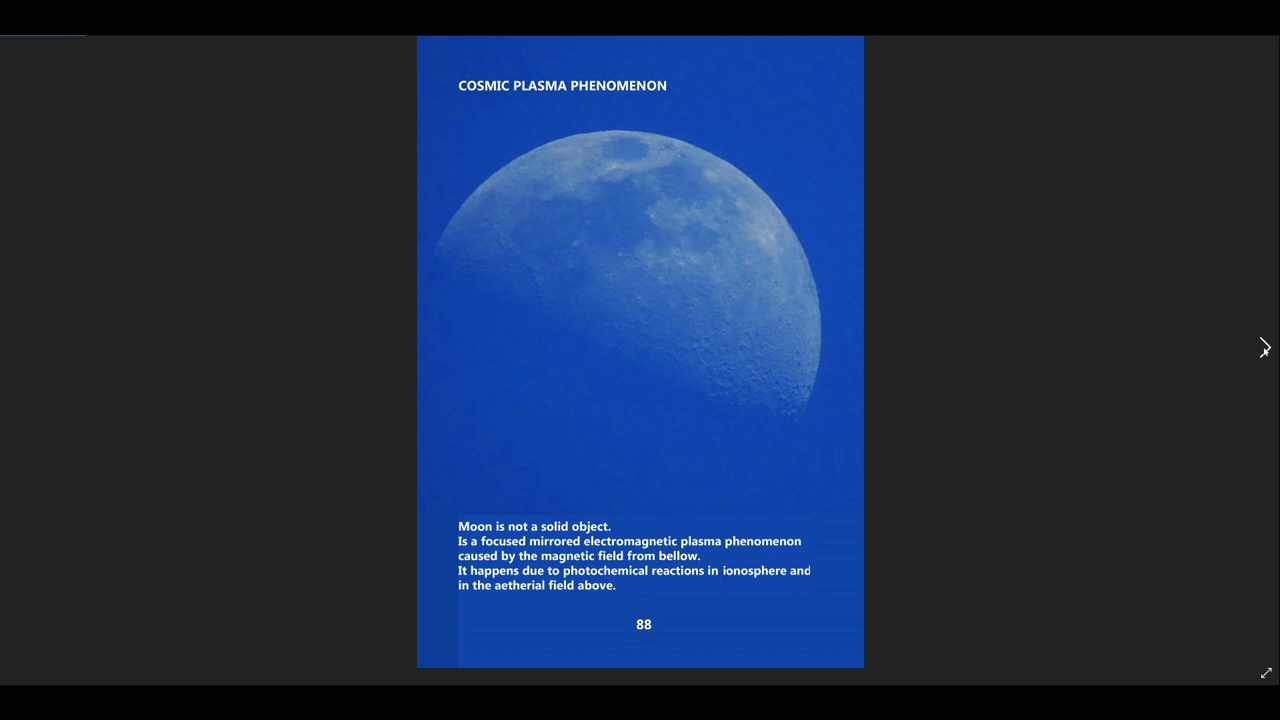 COSMIC PLASMA PHENOMENON
Moon is not a solid object.
Is a focused mirrored electromagnetic plasma phenomenon
caused by the magnetic field from bellow.
It happens due to photochemical reactions in ionosphere and
in the aetherial field above.
88